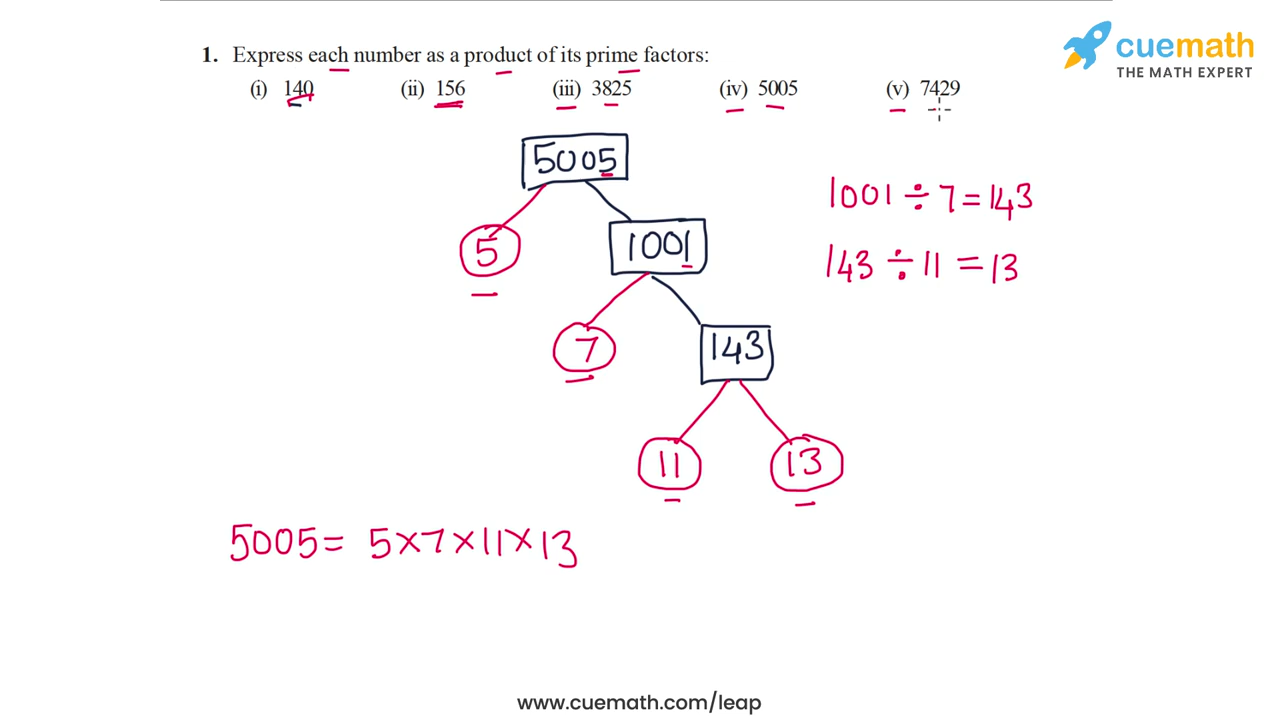 cuemath
THE MATH EXPERT
1. Express each number as a product of its prime factors:
(i) 140 (ii) 156 (iii) 3825 (iv) 5005 (v) 7429
5005
1001 ÷ 7 = 143
5 1001
143 ÷ 11 = 13
7 143
11 13
5005 = 5 × 7 × 11 × 13
www.cuemath.com/leap